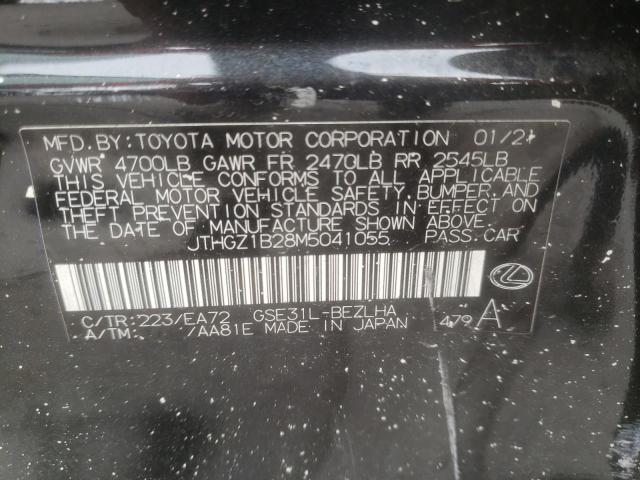 MFD. BY: TOYOTA MOTOR CORPORATION 01/21
GVWR 4700LB GAWR FR 2470LB RR 2545LB
THIS VEHICLE CONFORMS TO ALL APPLICABLE
FEDERAL MOTOR VEHICLE SAFETY, BUMPER, AND
THEFT PREVENTION STANDARDS IN EFFECT ON
THE DATE OF MANUFACTURE SHOWN ABOVE.
JTHGZ1B28M5041055 PASS. CAR
C/TR: 223/EA72 GSE31L-BEZLHA
A/TM: /AA81E MADE IN JAPAN 479 A